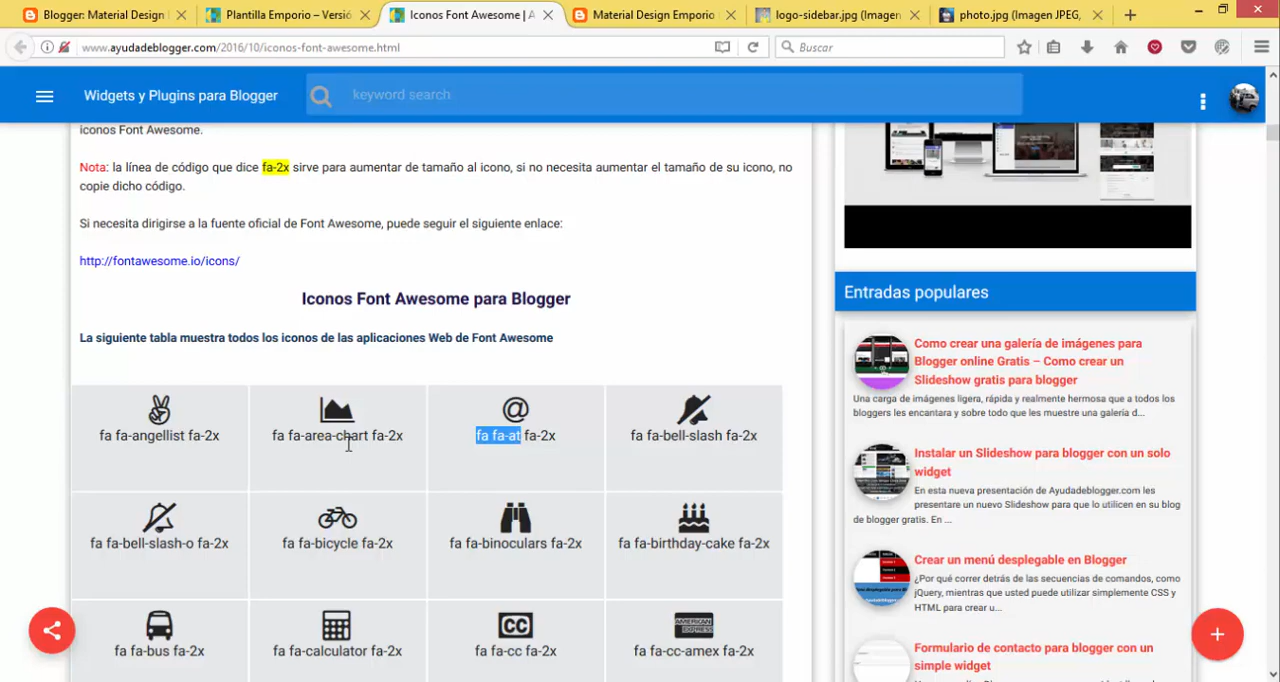 Blogger: Material Design
Plantilla Emporio – Versió
Iconos Font Awesome | A
Material Design Emporio
logo-sidebar.jpg (Imagen
photo.jpg (Imagen JPEG,
www.ayudadeblogger.com/2016/10/iconos-font-awesome.html
Buscar
Widgets y Plugins para Blogger
keyword search
iconos Font Awesome.
Nota: la línea de código que dice fa-2x sirve para aumentar de tamaño al icono, si no necesita aumentar el tamaño de su icono, no
copie dicho código.
Si necesita dirigirse a la fuente oficial de Font Awesome, puede seguir el siguiente enlace:
http://fontawesome.io/icons/
Iconos Font Awesome para Blogger
La siguiente tabla muestra todos los iconos de las aplicaciones Web de Font Awesome
fa fa-angellist fa-2x
fa fa-area-chart fa-2x
@
fa fa-at fa-2x
fa fa-bell-slash fa-2x
fa fa-bell-slash-o fa-2x
fa fa-bicycle fa-2x
fa fa-binoculars fa-2x
fa fa-birthday-cake fa-2x
fa fa-bus fa-2x
fa fa-calculator fa-2x
CC
fa fa-cc fa-2x
AMERICAN
EXPRESS
fa fa-cc-amex fa-2x
Entradas populares
Como crear una galería de imágenes para
Blogger online Gratis – Como crear un
Slideshow gratis para blogger
Una carga de imágenes ligera, rápida y realmente hermosa que a todos los
bloggers les encantara y sobre todo que les muestre una galería d...
Instalar un Slideshow para blogger con un solo
widget
En esta nueva presentación de Ayudadeblogger.com les
presentare un nuevo Slideshow para que lo utilicen en su blog
de blogger gratis. En ...
Crear un menú desplegable en Blogger
¿Por qué correr detrás de las secuencias de comandos, como
jQuery, mientras que usted puede utilizar simplemente CSS y
HTML para crear u...
Formulario de contacto para blogger con un
simple widget